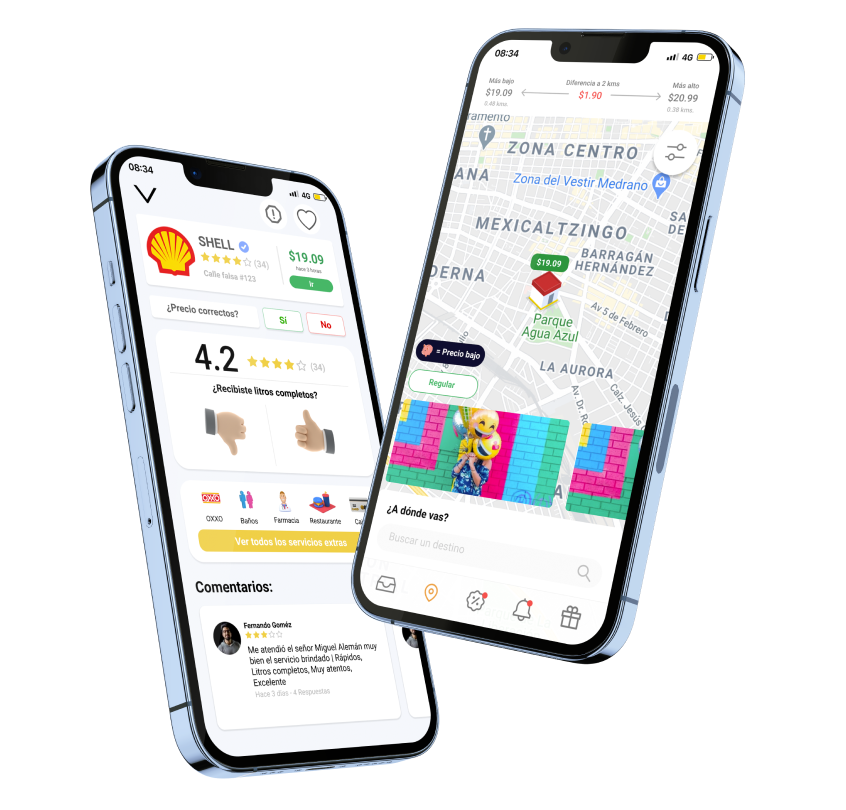 08:34
SHELL
(34)
Calle falsa #123
$19.09
hace 3 horas
Ir
4G
¿Precio correctos?
Sí
No
4.2
(34)
¿Recibiste litros completos?
OXXO
OXXO
Baños
Farmacia
Restaurante
Ca
Ver todos los servicios extras
Comentarios:
Fernando Goméz
Me atendió el señor Miguel Alemán muy
bien el servicio brindado | Rápidos,
Litros completos, Muy atentos,
Excelente
Hace 3 días - 4 Respuestas
08:34
4G
Más bajo
$19.09
0.48 kms.
Diferencia a 2 kms
$1.90
Más alto
$20.99
0.38 kms.
ramento
ZONA CENTRO
ANA
Zona del Vestir Medrano
SA
DE
MEXICALTZINGO
BARRAGÁN
HERNÁNDEZ
DERNA
$19.09
Av 5 de Febrero
Parque
Agua Azul
= Precio bajo
LA AURORA
Regular
Av. Dr. R
Calz. Jesús
A
¿A dónde vas?
Buscar un destino